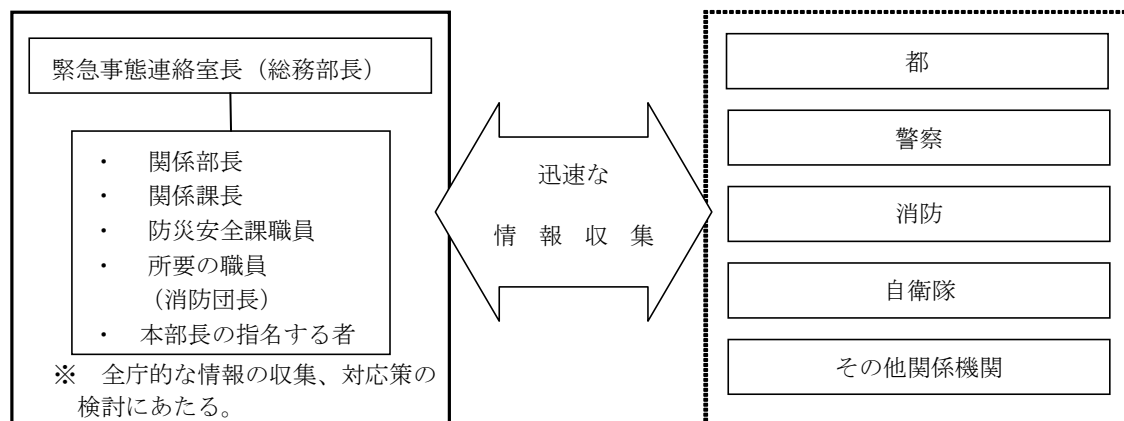 緊急事態連絡室長（総務部長）
・　関係部長
・　関係課長
・　防災安全課職員
・　所要の職員
（消防団長）
・　本部長の指名する者
※　全庁的な情報の収集、対応策の
検討にあたる。
迅速な
情　報　収　集
都
警察
消防
自衛隊
その他関係機関